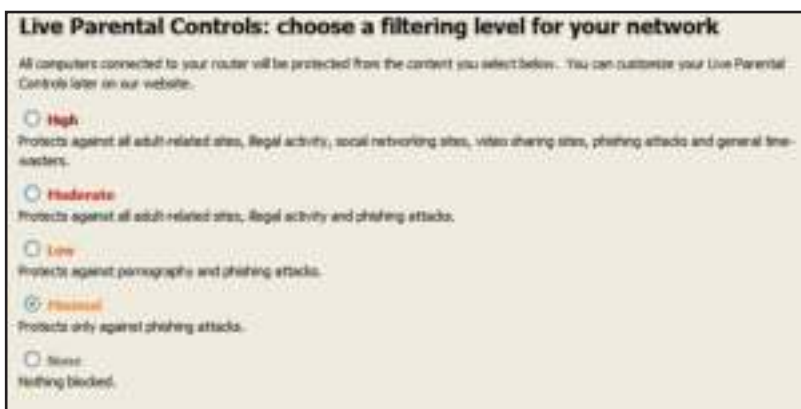 Live Parental Controls: choose a filtering level for your network
All computers connected to your router will be protected from the content you select below. You can customize your Live Parental
Controls later on our website.
High
Protects against all adult-related sites, illegal activity, social networking sites, video sharing sites, phishing attacks and general time-
wasters.
Moderate
Protects against all adult-related sites, illegal activity and phishing attacks.
Low
Protects against pornography and phishing attacks.
Minimal
Protects only against phishing attacks.
None
Nothing blocked.